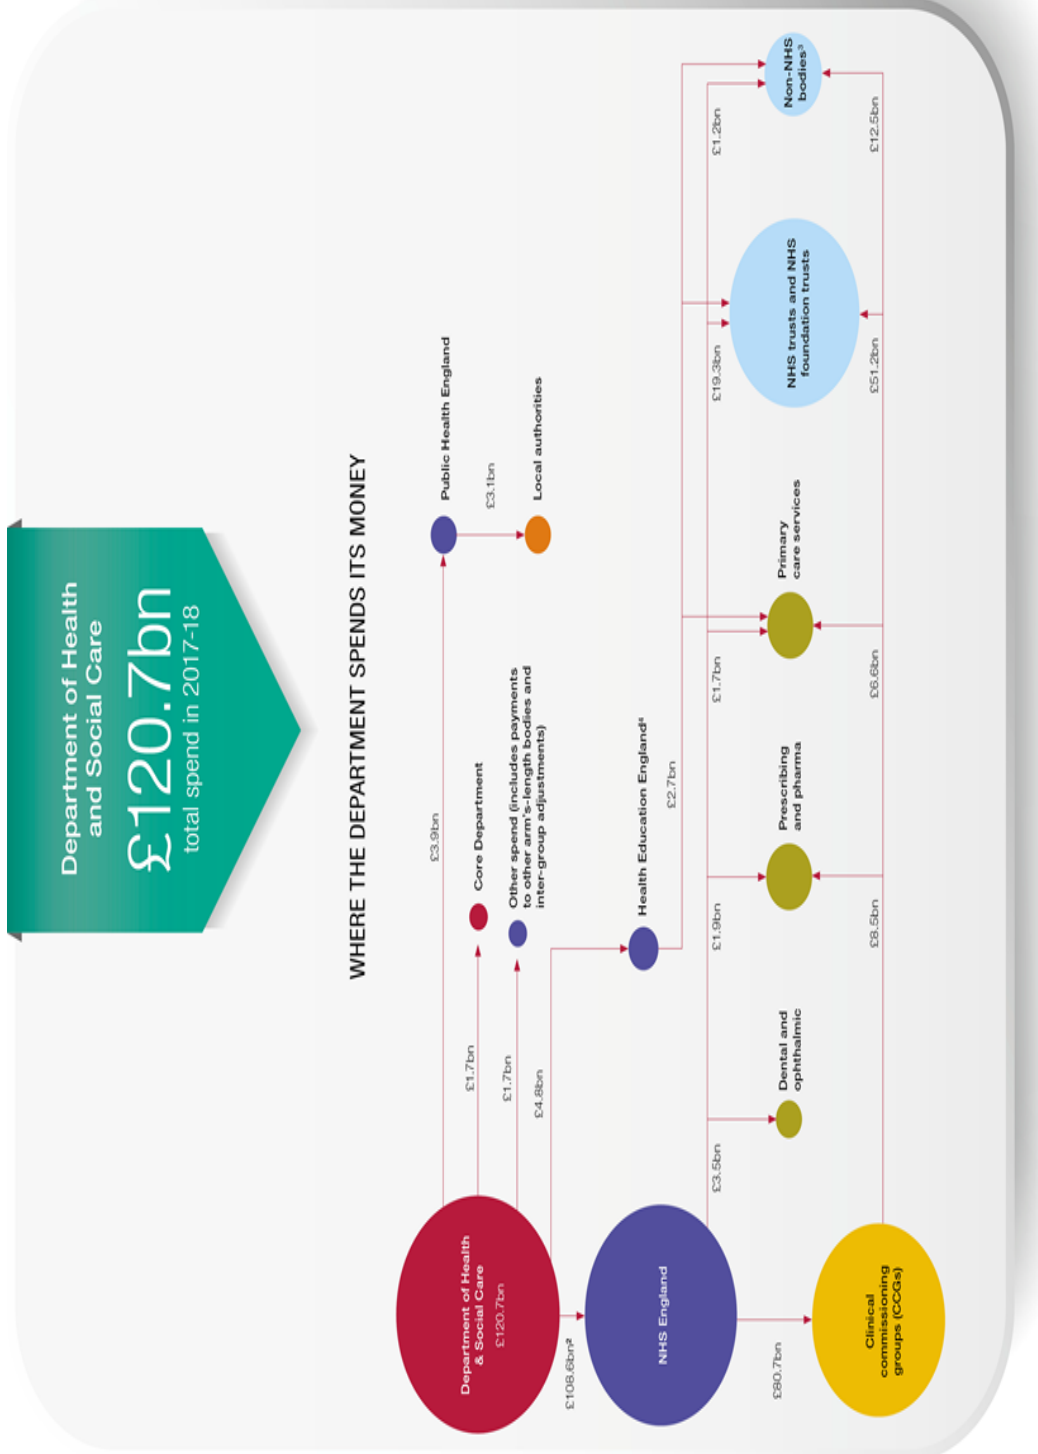 Department of Health
and Social Care
£120.7bn
total spend in 2017-18
WHERE THE DEPARTMENT SPENDS ITS MONEY
Department of Health
& Social Care
£120.7bn
£3.9bn
Public Health England
£3.1bn
Local authorities
£1.7bn
Core Department
£1.7bn
Other spend (includes payments
to other arm's-length bodies and
inter-group adjustments)
£4.8bn
Health Education England⁴
£2.7bn
£108.6bn²
NHS England
£3.5bn
£1.9bn
£1.7bn
£19.3bn
£1.2bn
Dental and
ophthalmic
Prescribing
and pharma
Primary
care services
NHS trusts and NHS
foundation trusts
Non-NHS
bodies³
£80.7bn
Clinical
commissioning
groups (CCGs)
£8.5bn
£6.6bn
£51.2bn
£12.5bn